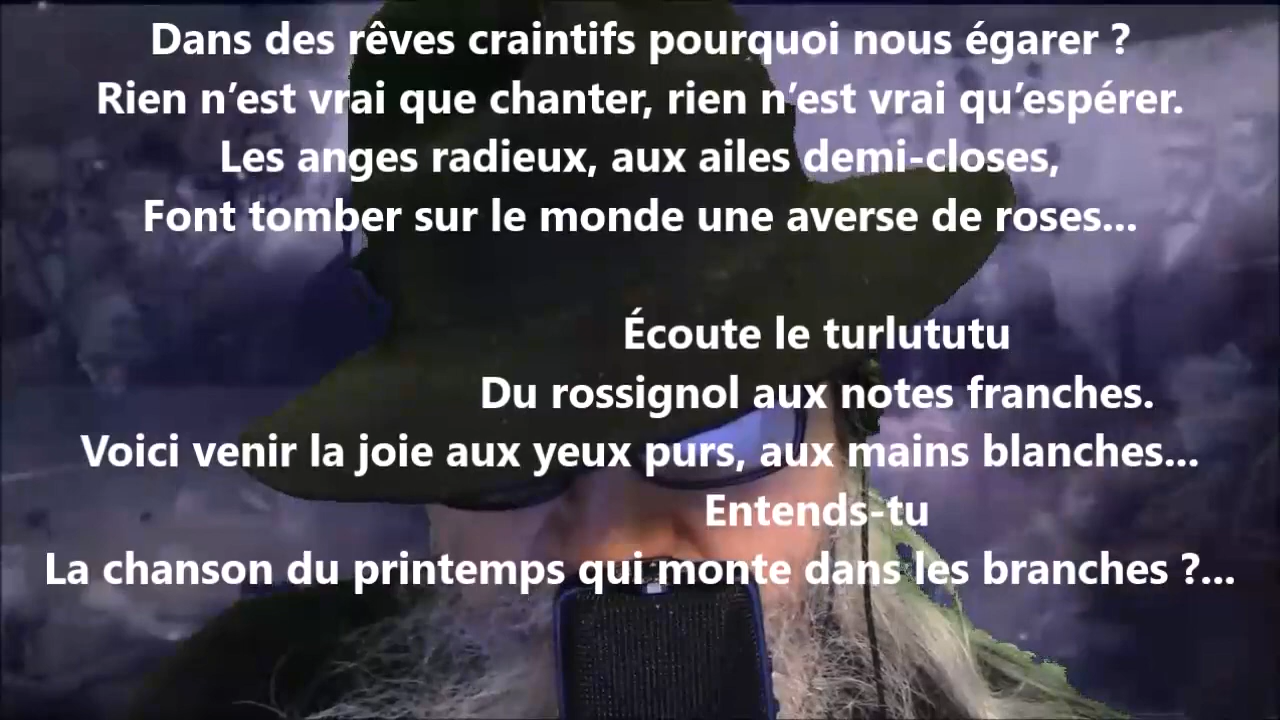 Dans des rêves craintifs pourquoi nous égarer ?
Rien n’est vrai que chanter, rien n’est vrai qu’espérer.
Les anges radieux, aux ailes demi-closes,
Font tomber sur le monde une averse de roses...
Écoute le turlututu
Du rossignol aux notes franches.
Voici venir la joie aux yeux purs, aux mains blanches...
Entends-tu
La chanson du printemps qui monte dans les branches ?...